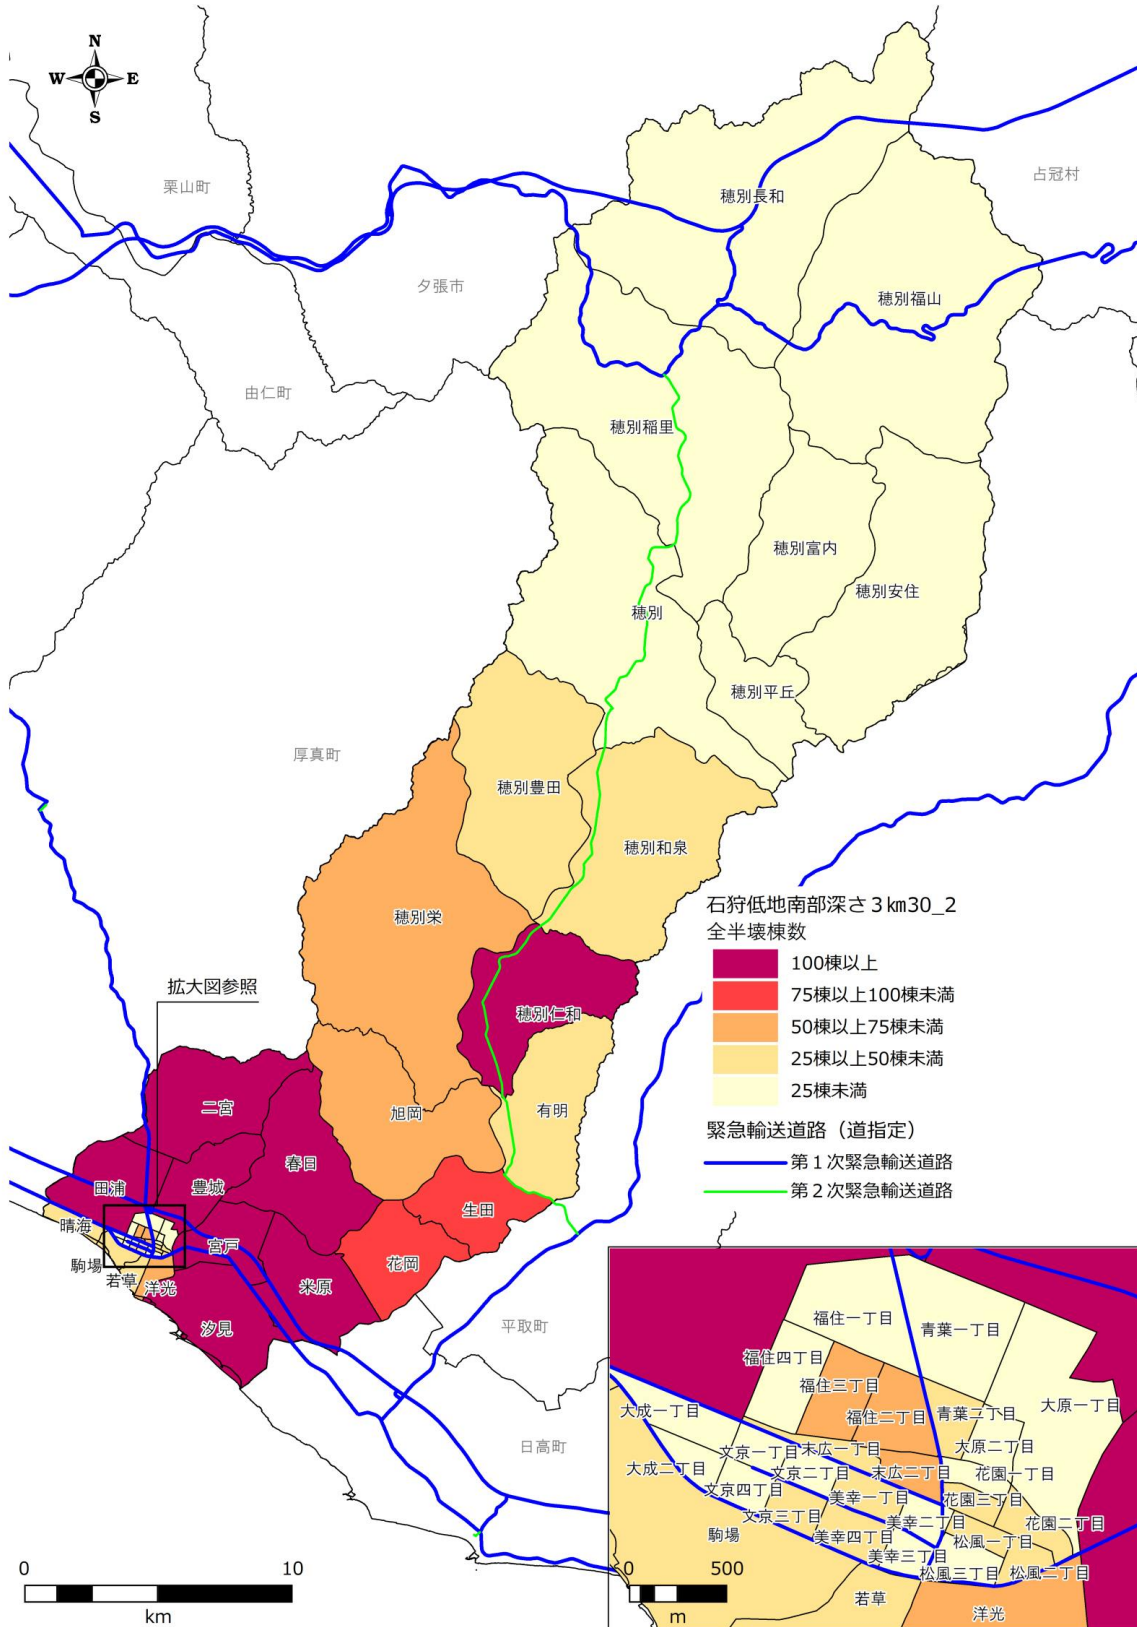 N
W E
S
栗山町
占冠村
穂別長和
夕張市
穂別福山
由仁町
穂別稲里
穂別富内
穂別安住
穂別
穂別平丘
厚真町
穂別豊田
穂別和泉
穂別栄
穂別仁和
拡大図参照
石狩低地南部深さ3km30_2
全半壊棟数
100棟以上
75棟以上100棟未満
50棟以上75棟未満
25棟以上50棟未満
25棟未満
緊急輸送道路（道指定）
第１次緊急輸送道路
第２次緊急輸送道路
二宮
旭岡
有明
春日
田浦
豊城
生田
晴海
宮戸
花岡
駒場
若草
洋光
米原
汐見
平取町
日高町
福住一丁目
青葉一丁目
福住四丁目
福住三丁目
大原一丁目
大成一丁目
福住二丁目
青葉二丁目
文京一丁目
末広一丁目
大原二丁目
大成二丁目
文京二丁目
末広二丁目
花園一丁目
文京四丁目
美幸一丁目
花園三丁目
文京三丁目
美幸二丁目
花園二丁目
駒場
美幸四丁目
松風一丁目
美幸三丁目
松風三丁目
松風二丁目
若草
洋光
0 10
km
0 500
m